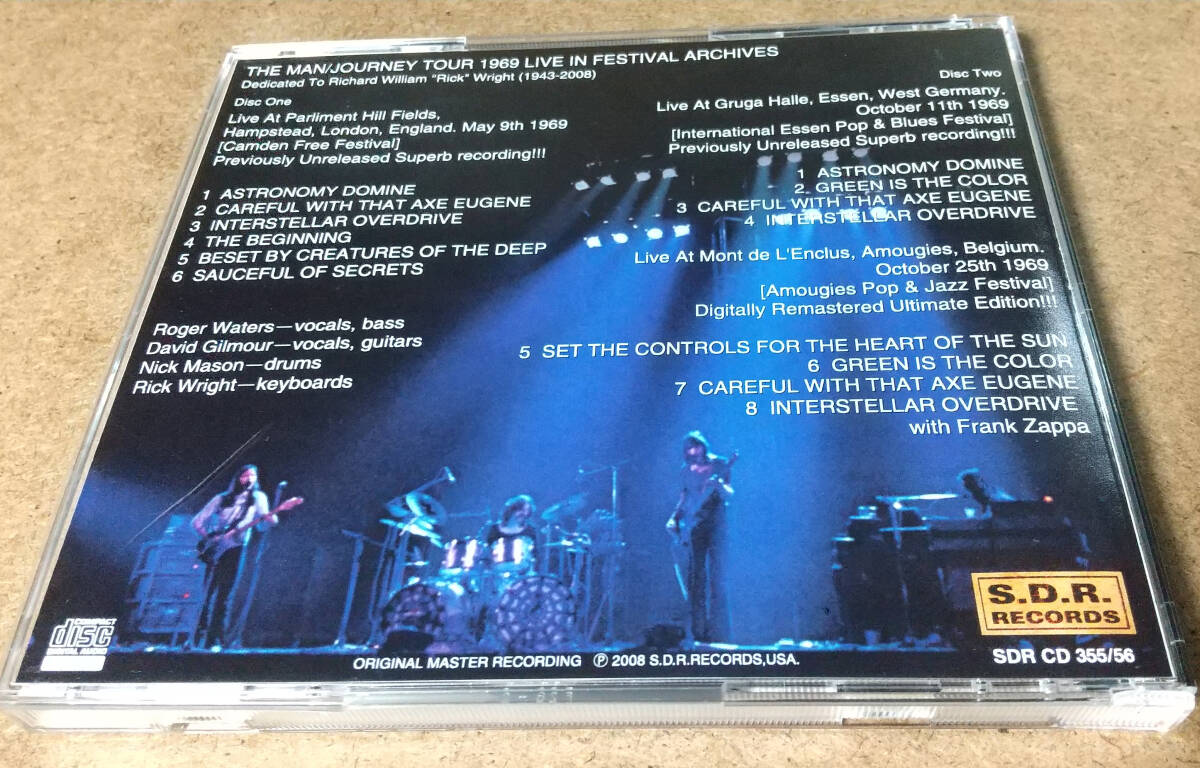 THE MAN/JOURNEY TOUR 1969 LIVE IN FESTIVAL ARCHIVES
Dedicated To Richard William "Rick" Wright (1943-2008)
Disc One
Live At Parliment Hill Fields,
Hampstead, London, England. May 9th 1969
[Camden Free Festival]
Previously Unreleased Superb recording!!!
1 ASTRONOMY DOMINE
2 CAREFUL WITH THAT AXE EUGENE
3 INTERSTELLAR OVERDRIVE
4 THE BEGINNING
5 BESET BY CREATURES OF THE DEEP
6 SAUCEFUL OF SECRETS
Roger Waters—vocals, bass
David Gilmour—vocals, guitars
Nick Mason—drums
Rick Wright—keyboards
Disc Two
Live At Gruga Halle, Essen, West Germany.
October 11th 1969
[International Essen Pop & Blues Festival]
Previously Unreleased Superb recording!!!
1 ASTRONOMY DOMINE
2. GREEN IS THE COLOR
3 CAREFUL WITH THAT AXE EUGENE
4 INTERSTELLAR OVERDRIVE
Live At Mont de L'Enclus, Amougies, Belgium.
October 25th 1969
[Amougies Pop & Jazz Festival]
Digitally Remastered Ultimate Edition!!!
5 SET THE CONTROLS FOR THE HEART OF THE SUN
6 GREEN IS THE COLOR
7 CAREFUL WITH THAT AXE EUGENE
8 INTERSTELLAR OVERDRIVE
with Frank Zappa
COMPACT
disc
DIGITAL AUDIO
ORIGINAL MASTER RECORDING ℗ 2008 S.D.R.RECORDS,USA.
S.D.R.
RECORDS
SDR CD 355/56